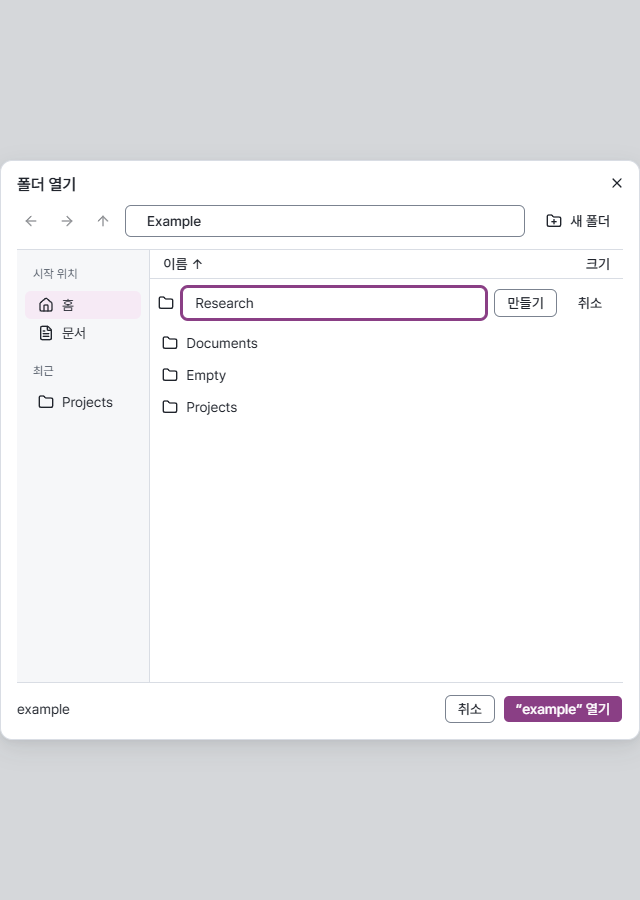 폴더 열기
Example
새 폴더
시작 위치
홈
문서
최근
Projects
이름 ↑ 크기
Research 만들기 취소
Documents
Empty
Projects
example 취소 “example” 열기